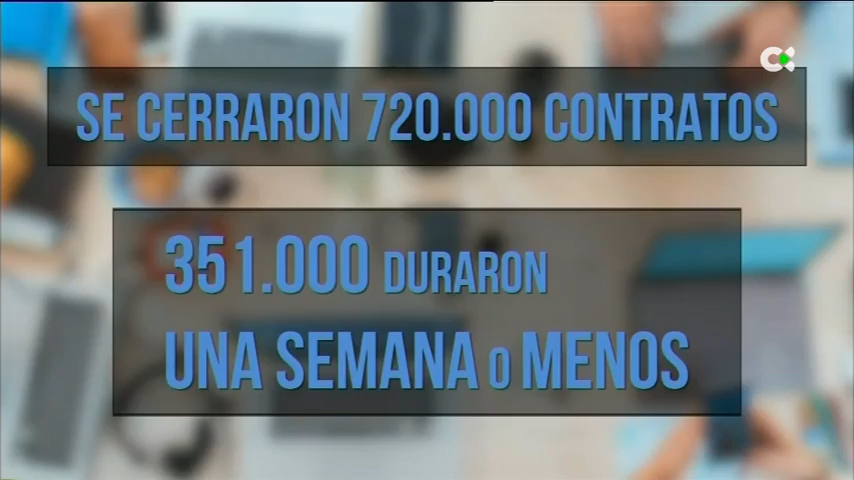 SE CERRARON 720.000 CONTRATOS
351.000 DURARON
UNA SEMANA O MENOS